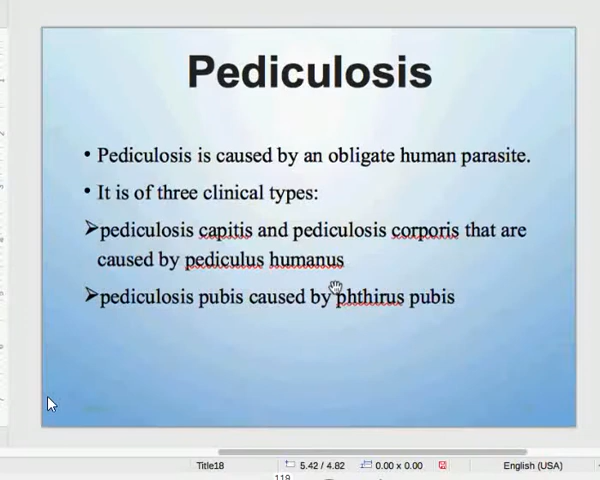 Pediculosis
• Pediculosis is caused by an obligate human parasite.
• It is of three clinical types:
➢pediculosis capitis and pediculosis corporis that are
caused by pediculus humanus
➢pediculosis pubis caused by phthirus pubis
Title18 5.42 / 4.82 0.00 x 0.00 English (USA)
119